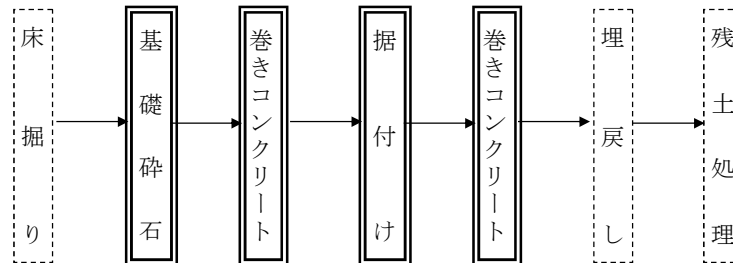 床掘り
基礎砕石
巻きコンクリート
据付け
巻きコンクリート
埋戻し
残土処理